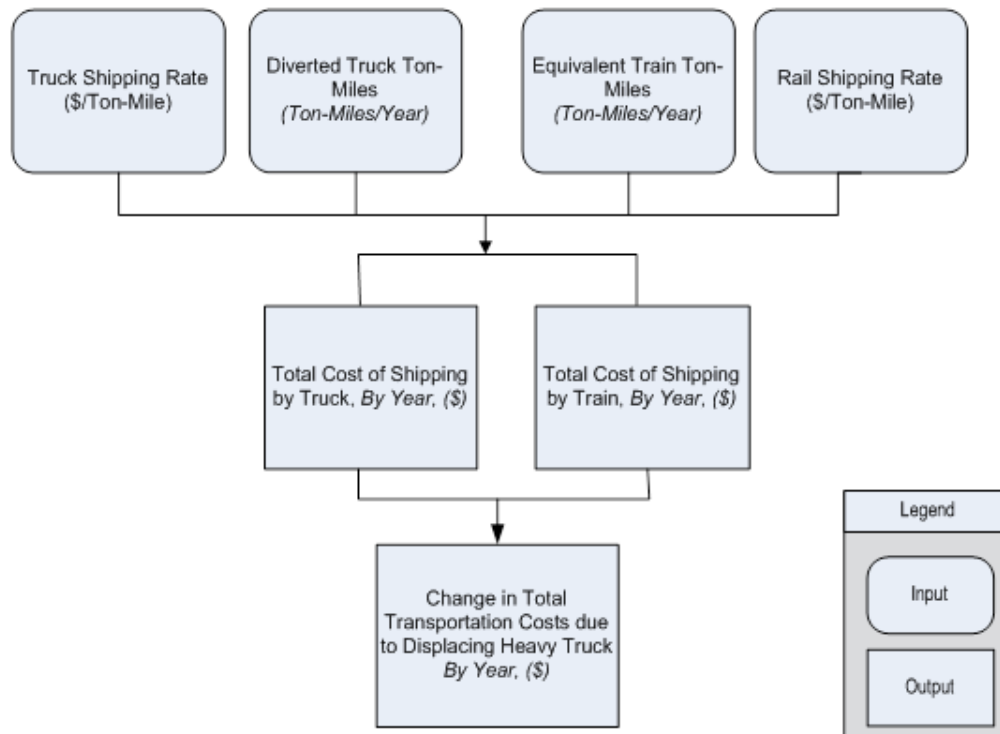 Truck Shipping Rate
($/Ton-Mile)
Diverted Truck Ton-
Miles
(Ton-Miles/Year)
Equivalent Train Ton-
Miles
(Ton-Miles/Year)
Rail Shipping Rate
($/Ton-Mile)
Total Cost of Shipping
by Truck, By Year, ($)
Total Cost of Shipping
by Train, By Year, ($)
Change in Total
Transportation Costs due
to Displacing Heavy Truck
By Year, ($)
Legend
Input
Output